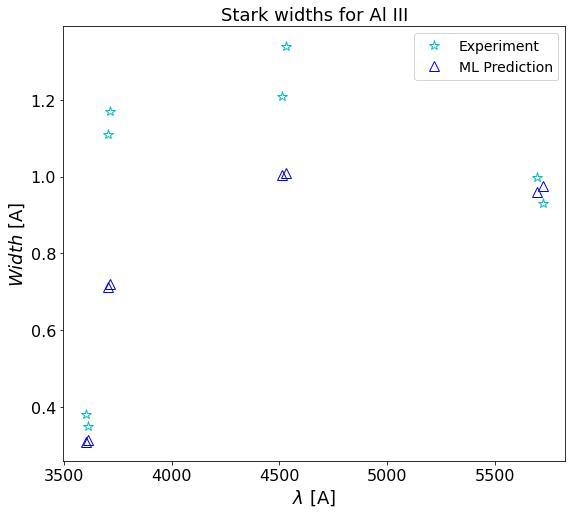 Stark widths for Al III
Experiment
ML Prediction
Width [A]
1.2
1.0
0.8
0.6
0.4
3500 4000 4500 5000 5500
λ [A]